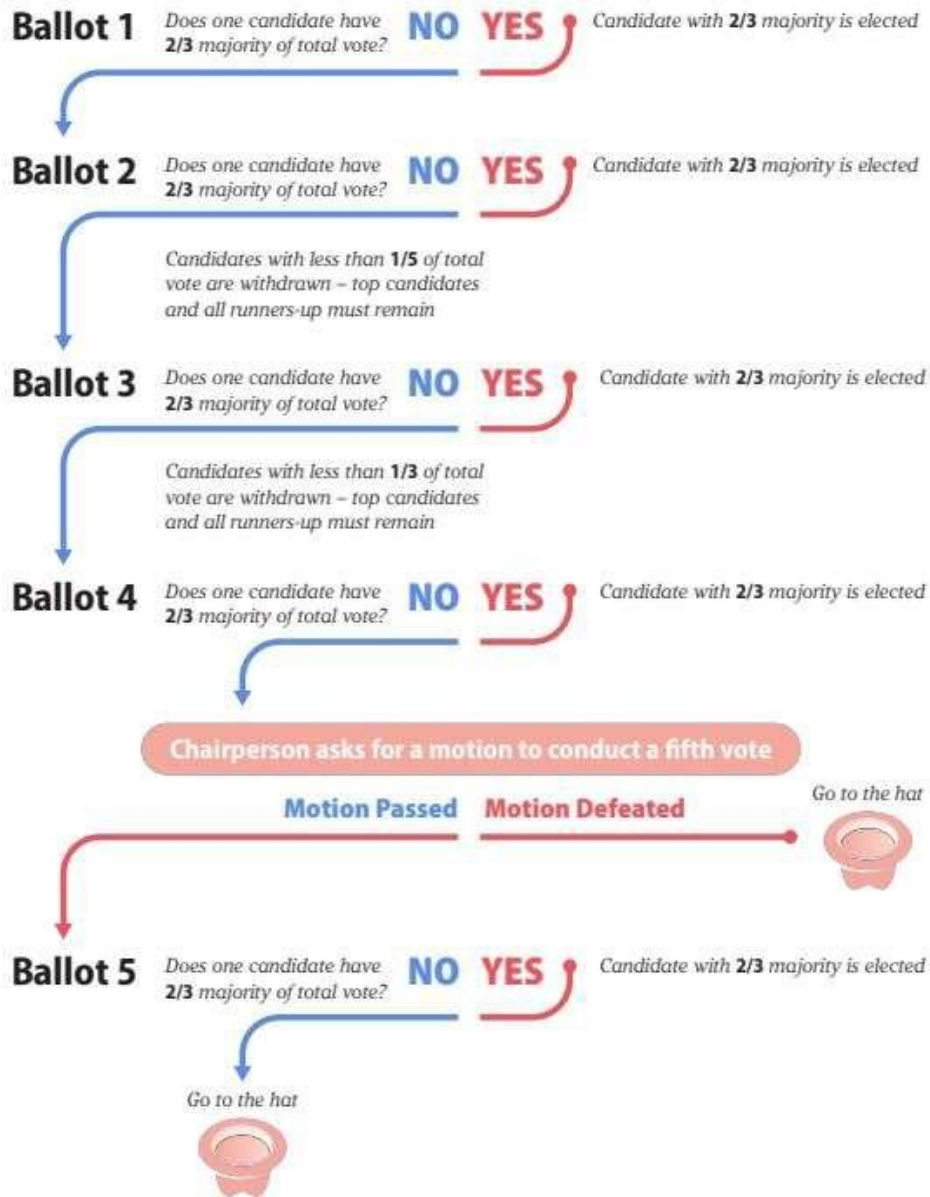 Ballot 1 Does one candidate have NO YES Candidate with 2/3 majority is elected
2/3 majority of total vote?
Ballot 2 Does one candidate have NO YES Candidate with 2/3 majority is elected
2/3 majority of total vote?
Candidates with less than 1/5 of total
vote are withdrawn – top candidates
and all runners-up must remain
Ballot 3 Does one candidate have NO YES Candidate with 2/3 majority is elected
2/3 majority of total vote?
Candidates with less than 1/3 of total
vote are withdrawn – top candidates
and all runners-up must remain
Ballot 4 Does one candidate have NO YES Candidate with 2/3 majority is elected
2/3 majority of total vote?
Chairperson asks for a motion to conduct a fifth vote
Motion Passed Motion Defeated Go to the hat
Ballot 5 Does one candidate have NO YES Candidate with 2/3 majority is elected
2/3 majority of total vote?
Go to the hat